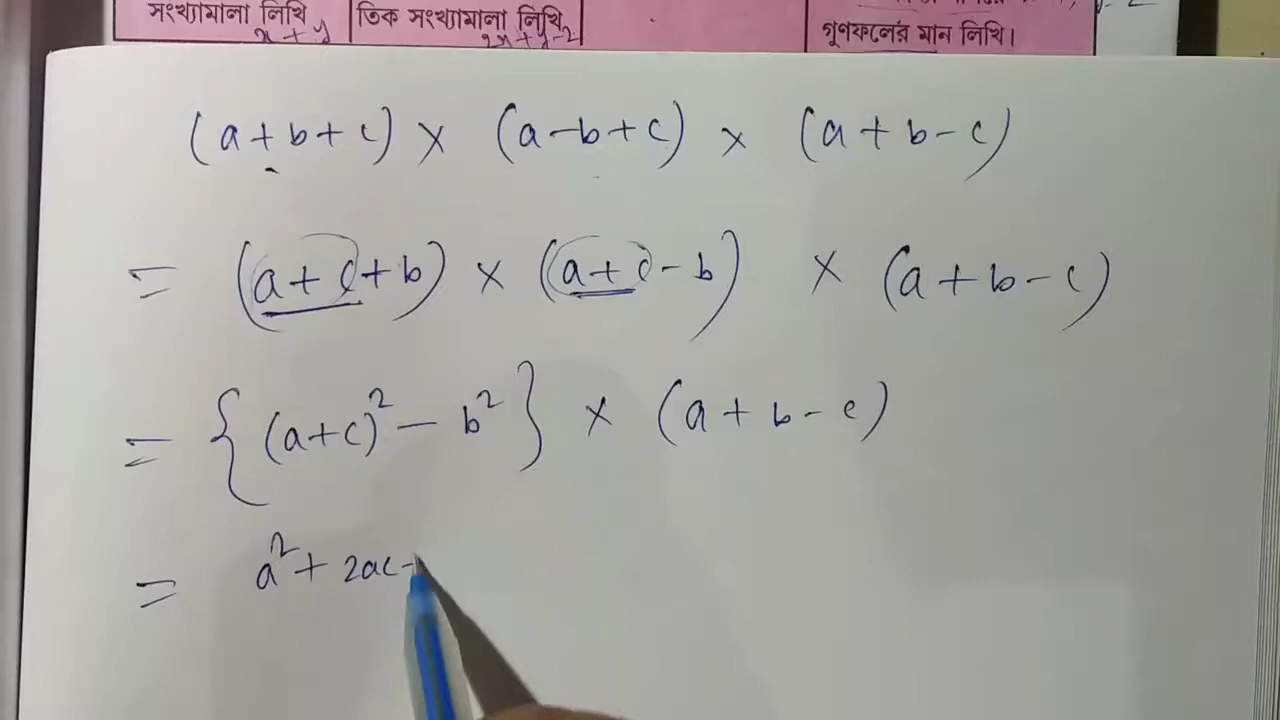 সংখ্যামালা লিখি তিক সংখ্যামালা লিখি
x + y
গুণফলের মান লিখি।
(a + b + c) × (a - b + c) × (a + b - c)
= (a + c + b) × (a + c - b) × (a + b - c)
= {(a + c)² - b²} × (a + b - c)
= a² + 2ac